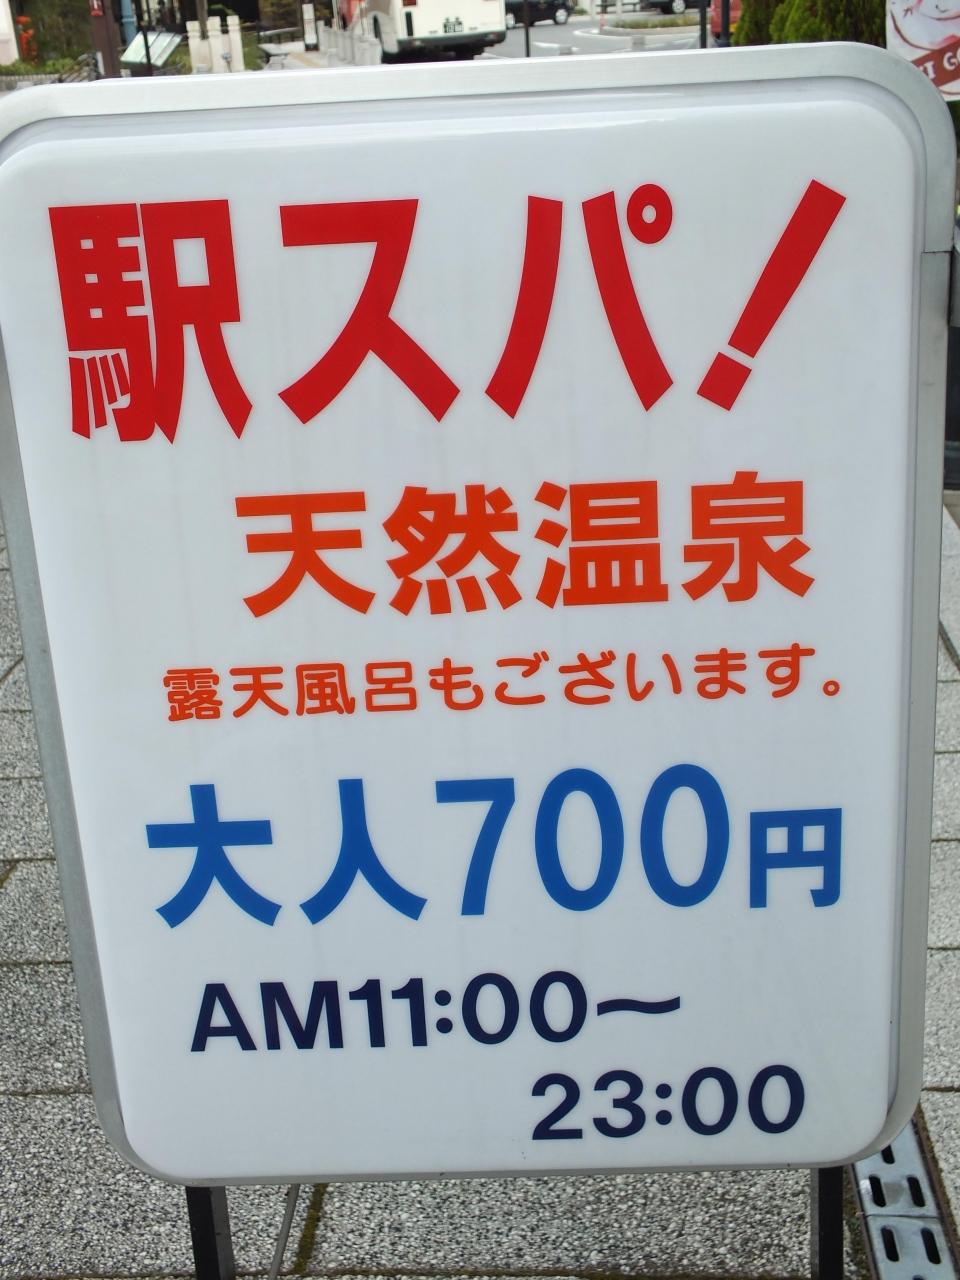 駅スパ!
天然温泉
露天風呂もございます。
大人700円
AM11:00〜
23:00